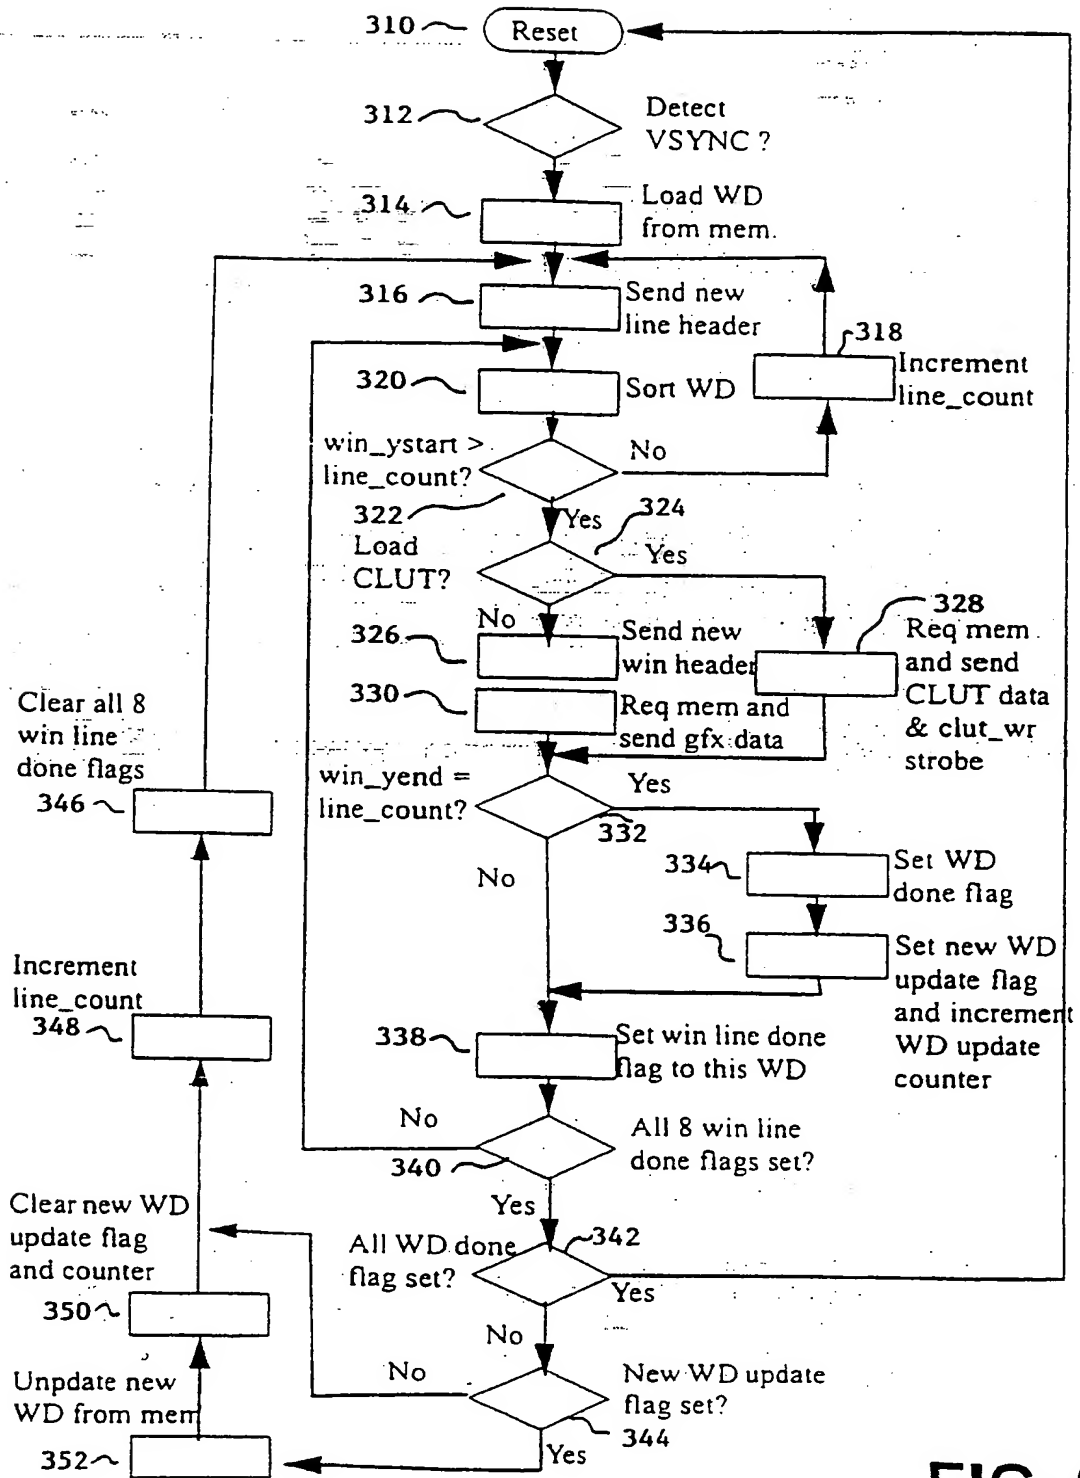 310
Reset
312
Detect
VSYNC ?
314
Load WD
from mem.
316
Send new
line header
318
Increment
line_count
320
Sort WD
win_ystart >
line_count?
No
322
Yes
324
Load
CLUT?
Yes
No
326
Send new
win header
328
Req mem
and send
CLUT data
& clut_wr
strobe
330
Req mem and
send gfx data
Clear all 8
win line
done flags
346
win_yend =
line_count?
Yes
332
No
334
Set WD
done flag
336
Set new WD
update flag
and increment
WD update
counter
Increment
line_count
348
338
Set win line done
flag to this WD
No
340
All 8 win line
done flags set?
Yes
Clear new WD
update flag
and counter
350
All WD done
flag set?
342
Yes
No
Unpdate new
WD from mem
352
No
New WD update
flag set?
344
Yes
FIG.